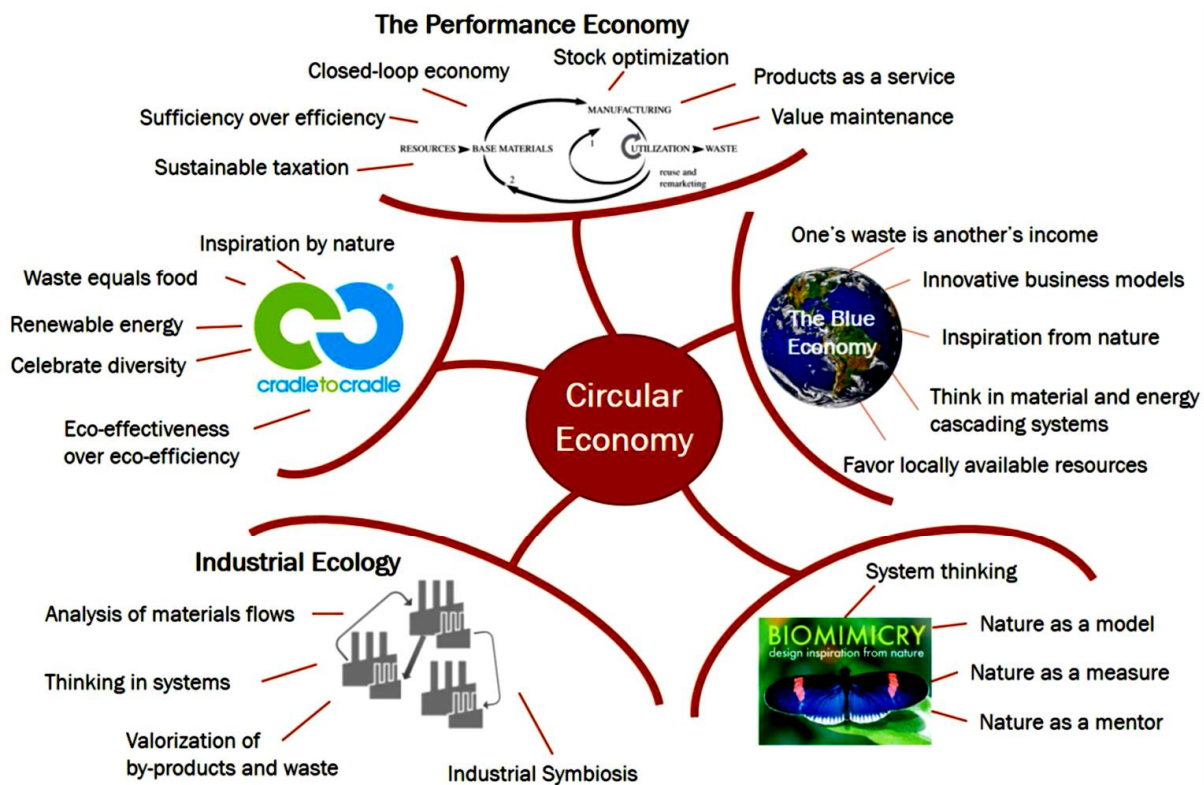 The Performance Economy
Stock optimization
Closed-loop economy
Products as a service
Sufficiency over efficiency
Value maintenance
Sustainable taxation
MANUFACTURING
1
RESOURCES
BASE MATERIALS
UTILIZATION
WASTE
2
reuse and
remarketing
Inspiration by nature
Waste equals food
Renewable energy
Celebrate diversity
®
cradletocradle
Eco-effectiveness
over eco-efficiency
One's waste is another's income
Innovative business models
The Blue
Economy
Inspiration from nature
Think in material and energy
cascading systems
Favor locally available resources
Circular
Economy
Industrial Ecology
Analysis of materials flows
Thinking in systems
Valorization of
by-products and waste
Industrial Symbiosis
System thinking
BIOMIMICRY
design inspiration from nature
Nature as a model
Nature as a measure
Nature as a mentor